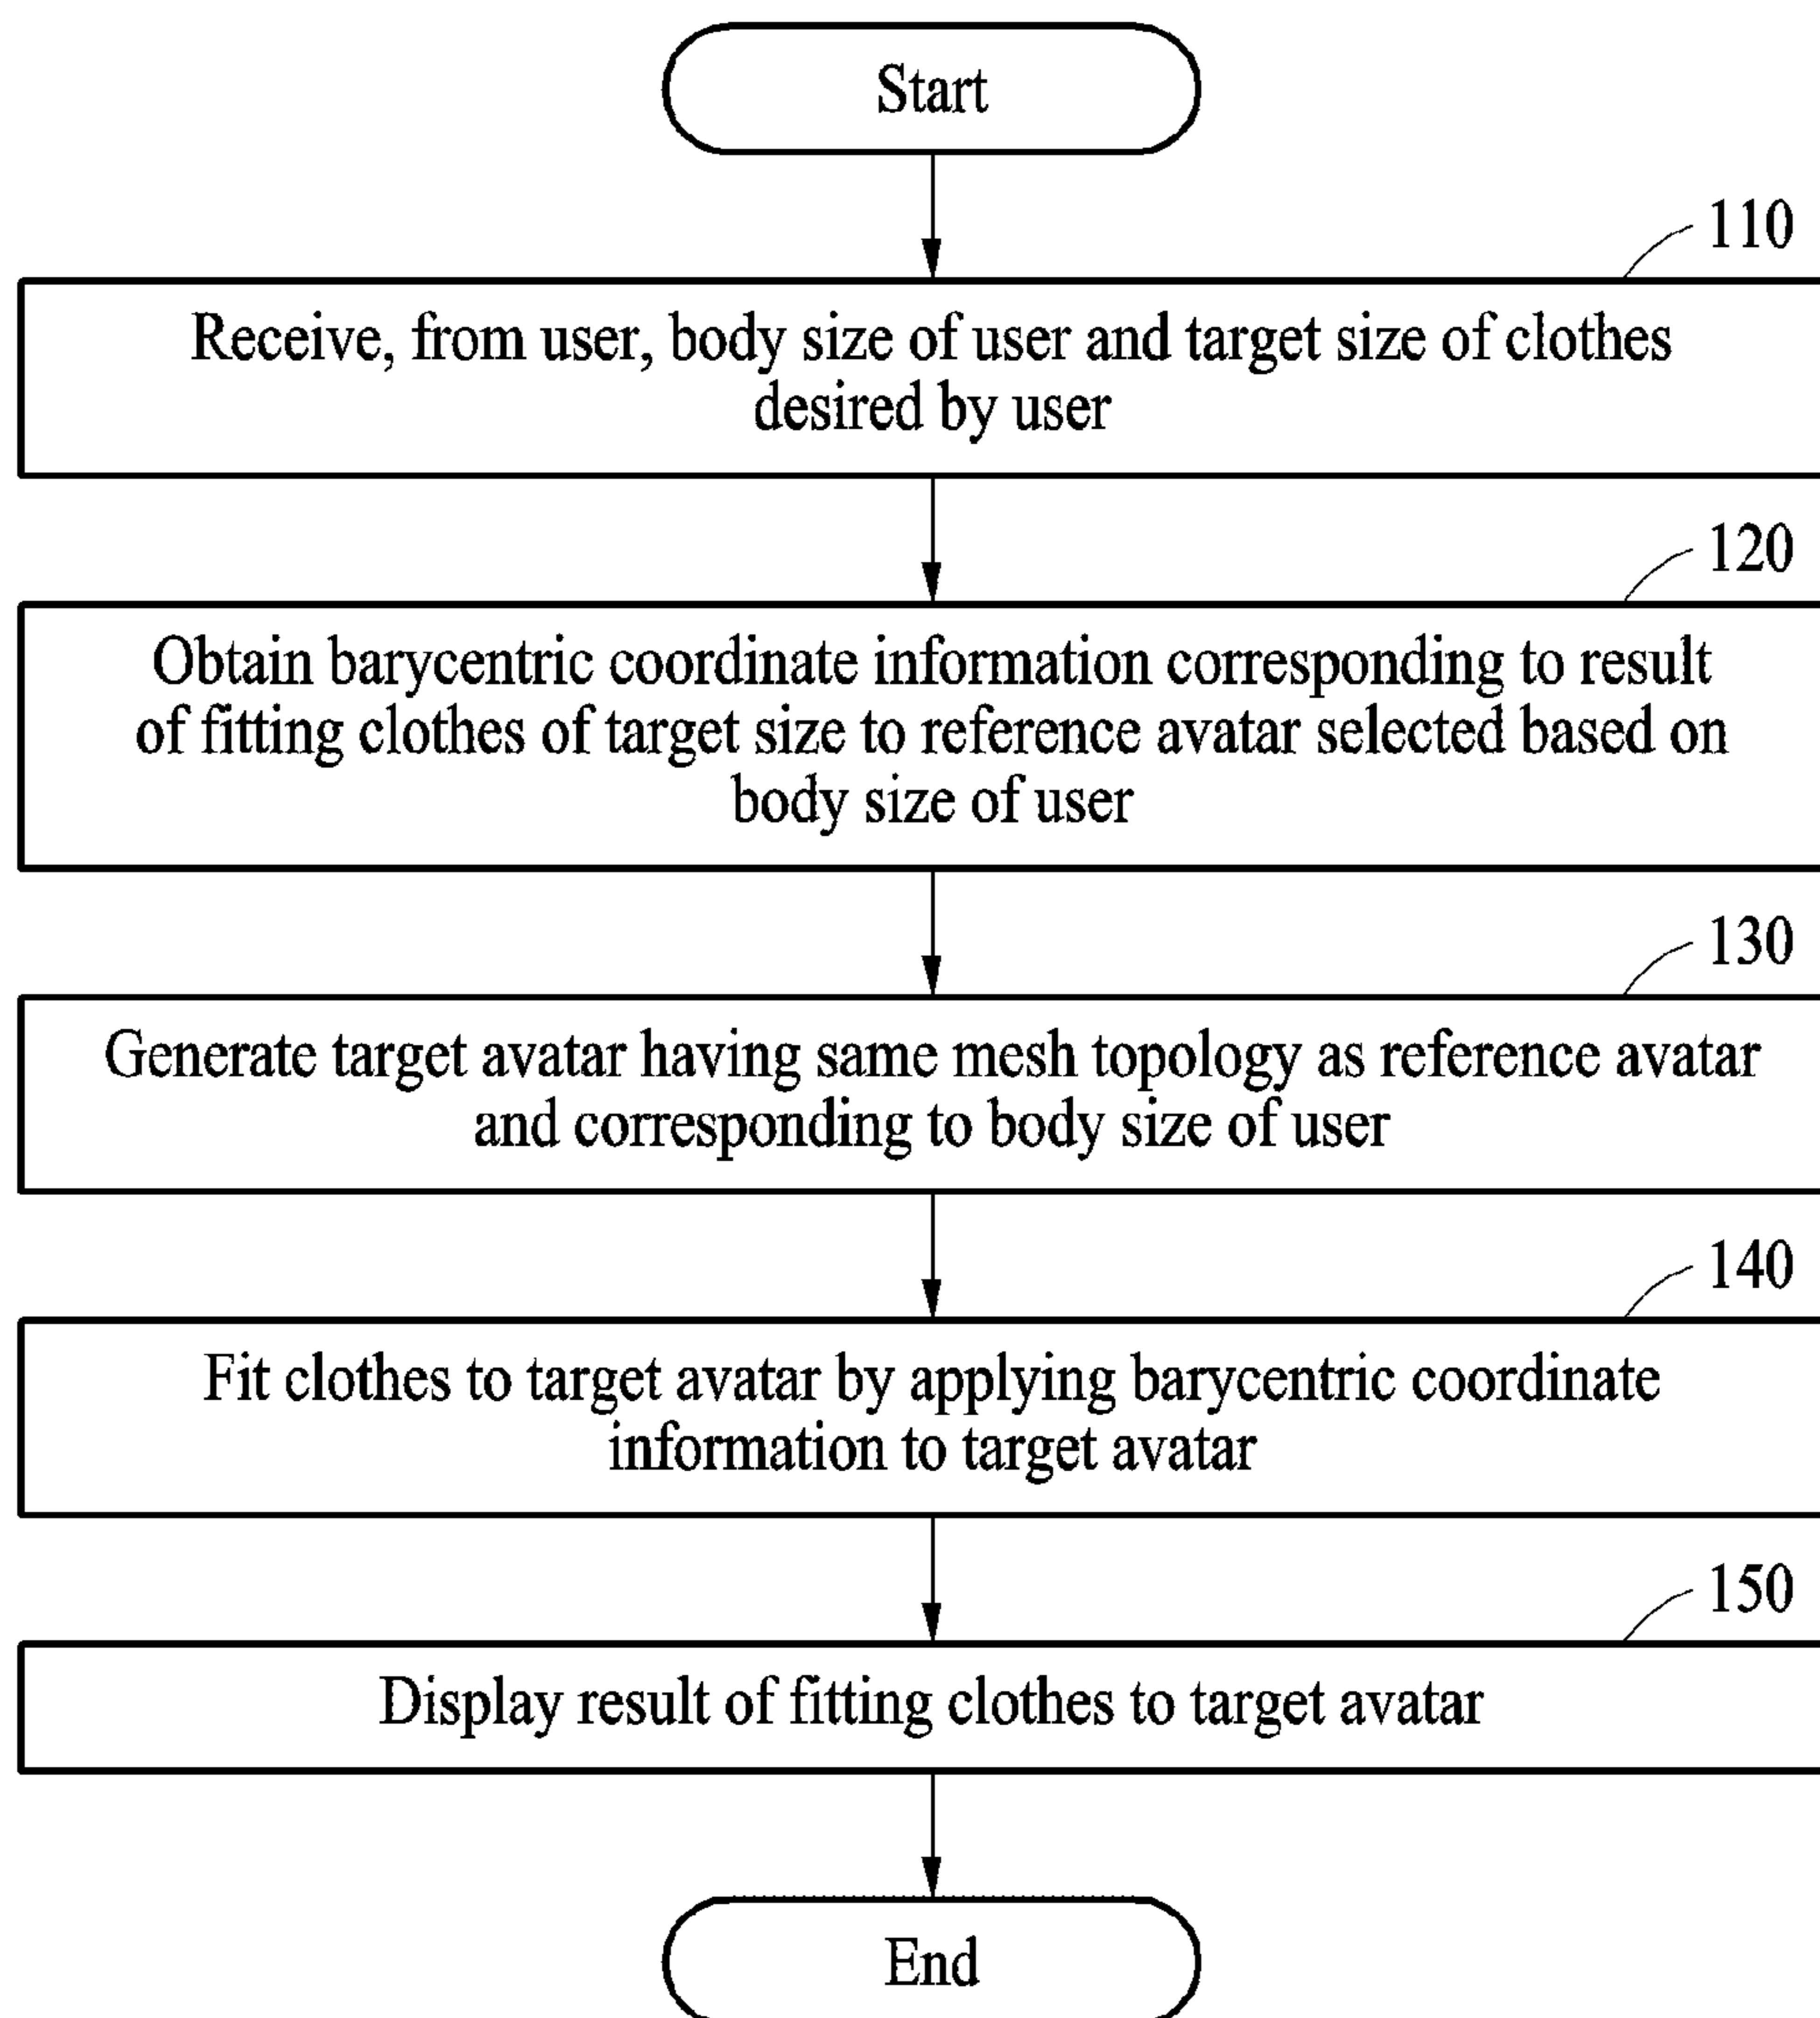 Start
110
Receive, from user, body size of user and target size of clothes
desired by user
120
Obtain barycentric coordinate information corresponding to result
of fitting clothes of target size to reference avatar selected based on
body size of user
130
Generate target avatar having same mesh topology as reference avatar
and corresponding to body size of user
140
Fit clothes to target avatar by applying barycentric coordinate
information to target avatar
150
Display result of fitting clothes to target avatar
End